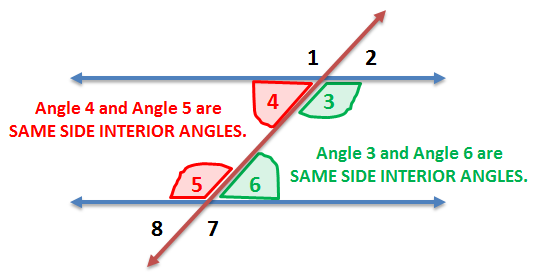 1 2
4 3
Angle 4 and Angle 5 are
SAME SIDE INTERIOR ANGLES.
Angle 3 and Angle 6 are
SAME SIDE INTERIOR ANGLES.
5 6
8 7